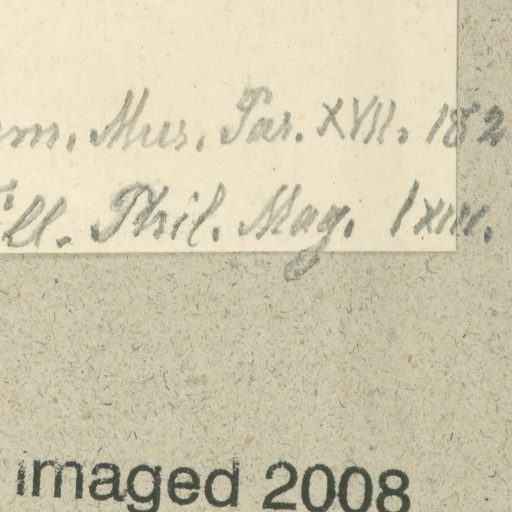 m. Mus. Par. XVII. 182
ll. Phil. Mag. lxiii.
imaged 2008